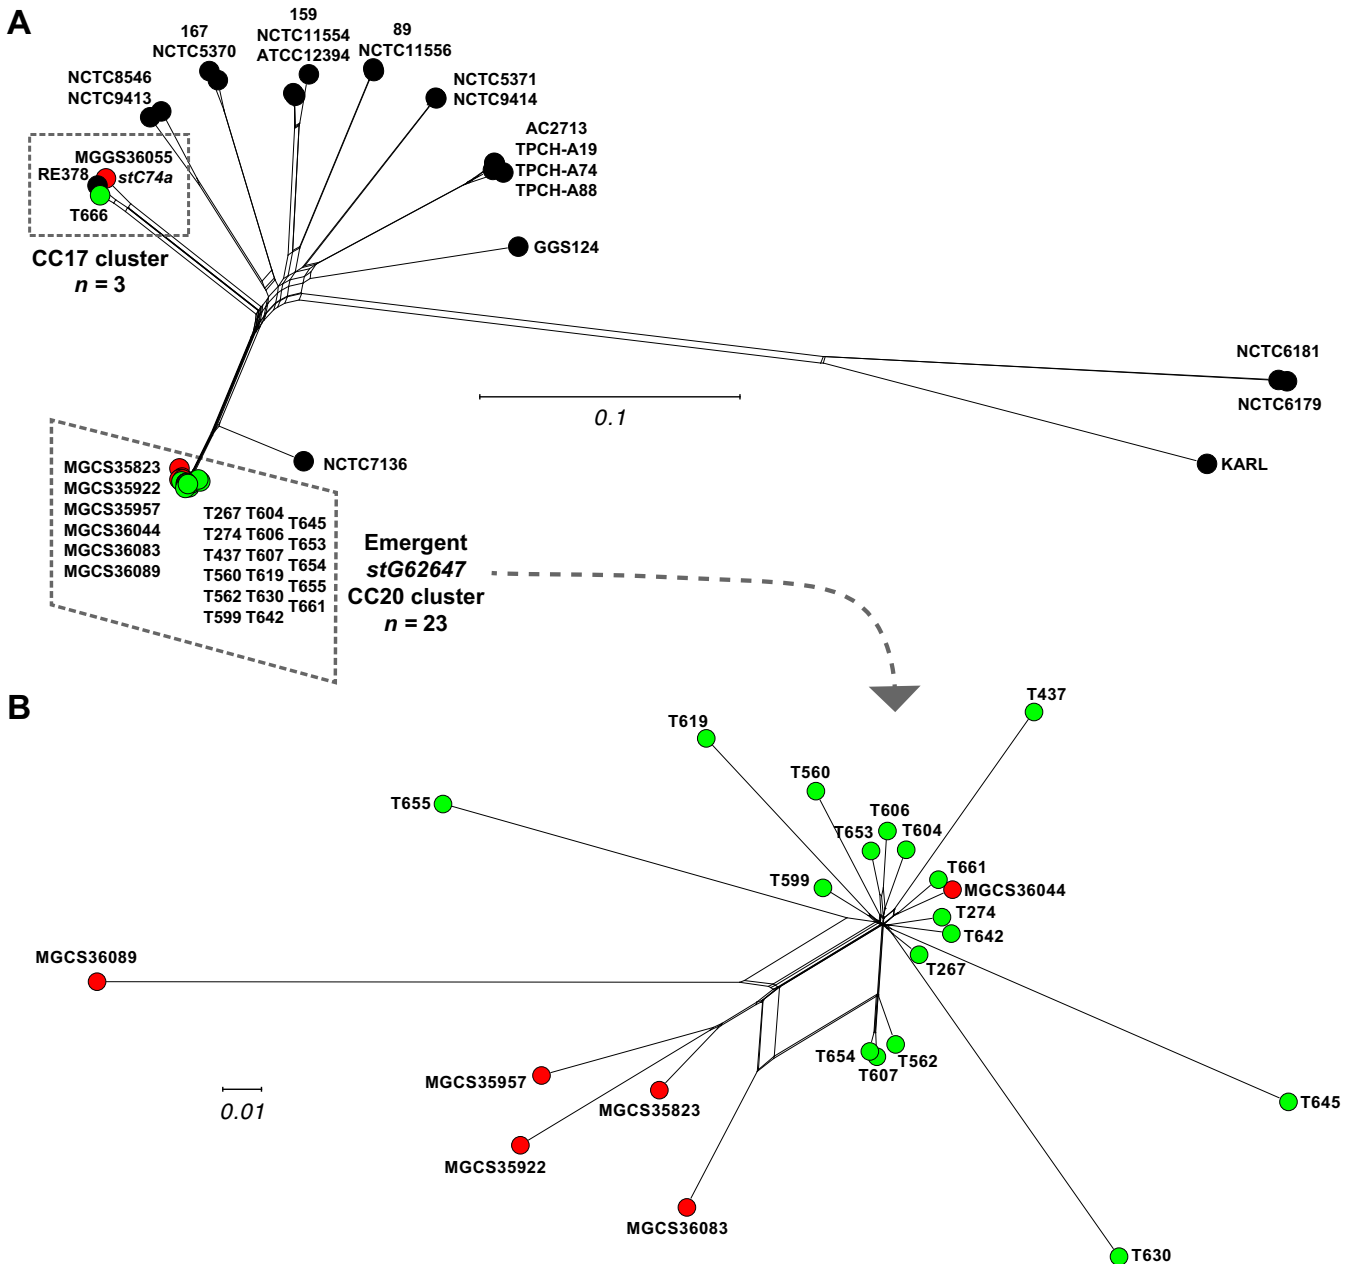 A
167
NCTC5370
159
NCTC11554
ATCC12394
89
NCTC11556
NCTC8546
NCTC9413
NCTC5371
NCTC9414
AC2713
TPCH-A19
TPCH-A74
TPCH-A88
MGGS36055
RE378
stC74a
T666
CC17 cluster
n = 3
GGS124
NCTC6181
NCTC6179
KARL
0.1
NCTC7136
MGCS35823
MGCS35922
MGCS35957
MGCS36044
MGCS36083
MGCS36089
T267 T604
T274 T606
T437 T607
T560 T619
T562 T630
T599 T642
T645
T653
T654
T655
T661
Emergent
stG62647
CC20 cluster
n = 23
B
T437
T619
T560
T655
T606
T653
T604
T599
T661
MGCS36044
T274
T642
T267
MGCS36089
T654
T562
T607
MGCS35957
MGCS35823
0.01
T645
MGCS35922
MGCS36083
T630